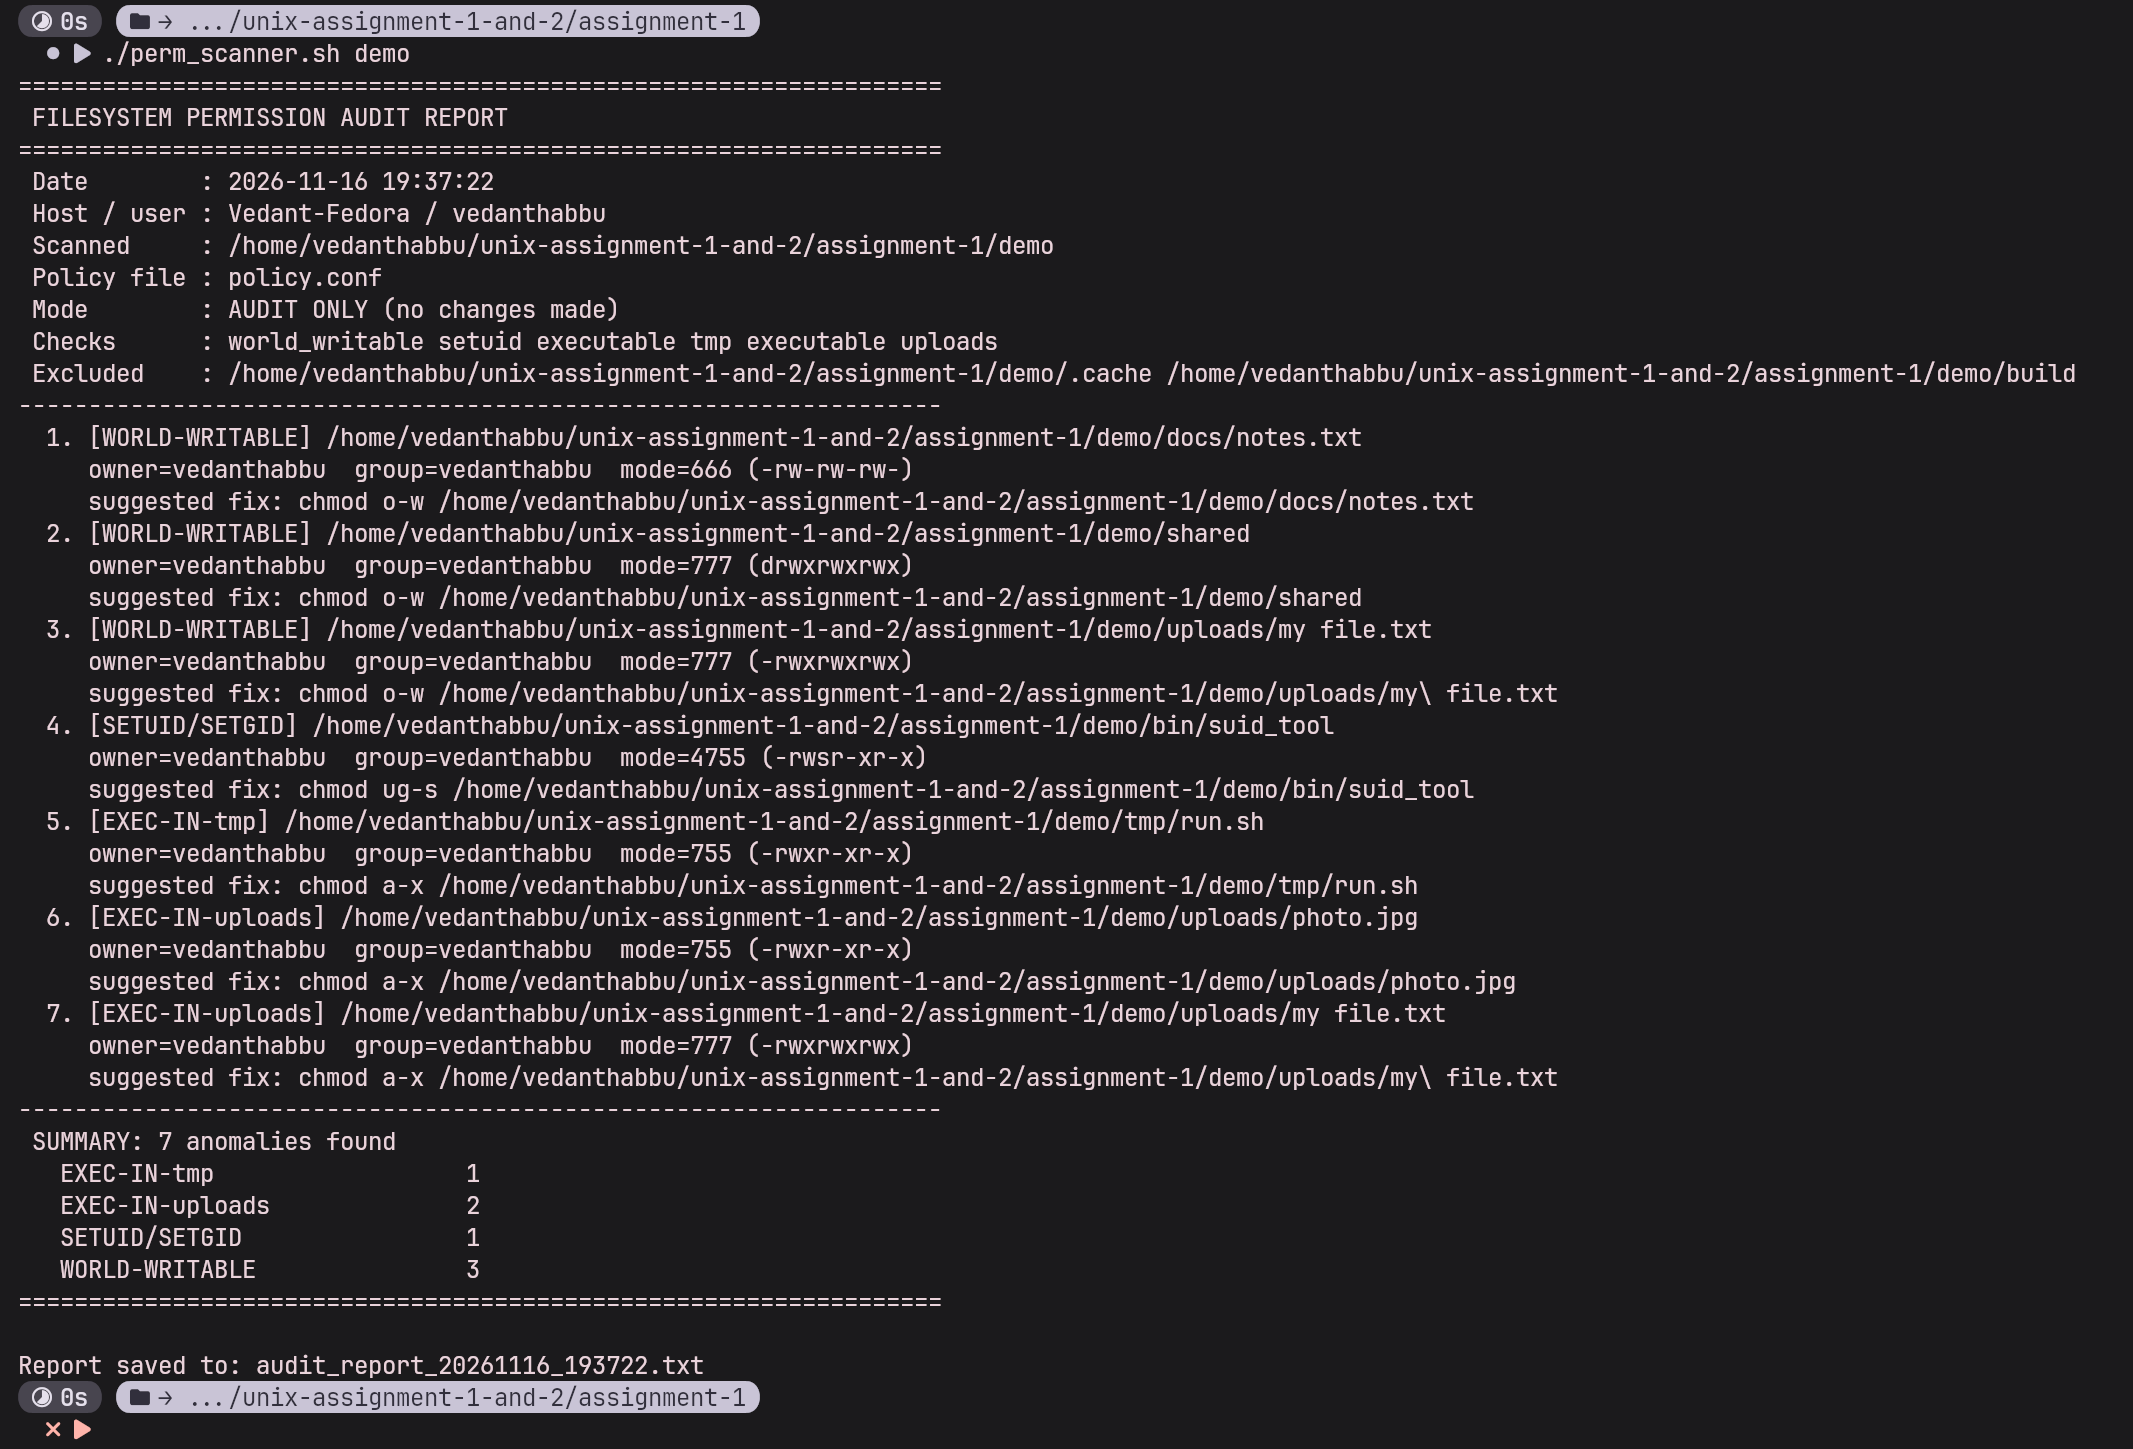 0s → .../unix-assignment-1-and-2/assignment-1
./perm_scanner.sh demo
==================================================================
FILESYSTEM PERMISSION AUDIT REPORT
==================================================================
Date        : 2026-11-16 19:37:22
Host / user : Vedant-Fedora / vedanthabbu
Scanned     : /home/vedanthabbu/unix-assignment-1-and-2/assignment-1/demo
Policy file : policy.conf
Mode        : AUDIT ONLY (no changes made)
Checks      : world_writable setuid executable tmp executable uploads
Excluded    : /home/vedanthabbu/unix-assignment-1-and-2/assignment-1/demo/.cache /home/vedanthabbu/unix-assignment-1-and-2/assignment-1/demo/build
------------------------------------------------------------------
1. [WORLD-WRITABLE] /home/vedanthabbu/unix-assignment-1-and-2/assignment-1/demo/docs/notes.txt
owner=vedanthabbu  group=vedanthabbu  mode=666 (-rw-rw-rw-)
suggested fix: chmod o-w /home/vedanthabbu/unix-assignment-1-and-2/assignment-1/demo/docs/notes.txt
2. [WORLD-WRITABLE] /home/vedanthabbu/unix-assignment-1-and-2/assignment-1/demo/shared
owner=vedanthabbu  group=vedanthabbu  mode=777 (drwxrwxrwx)
suggested fix: chmod o-w /home/vedanthabbu/unix-assignment-1-and-2/assignment-1/demo/shared
3. [WORLD-WRITABLE] /home/vedanthabbu/unix-assignment-1-and-2/assignment-1/demo/uploads/my file.txt
owner=vedanthabbu  group=vedanthabbu  mode=777 (-rwxrwxrwx)
suggested fix: chmod o-w /home/vedanthabbu/unix-assignment-1-and-2/assignment-1/demo/uploads/my\ file.txt
4. [SETUID/SETGID] /home/vedanthabbu/unix-assignment-1-and-2/assignment-1/demo/bin/suid_tool
owner=vedanthabbu  group=vedanthabbu  mode=4755 (-rwsr-xr-x)
suggested fix: chmod ug-s /home/vedanthabbu/unix-assignment-1-and-2/assignment-1/demo/bin/suid_tool
5. [EXEC-IN-tmp] /home/vedanthabbu/unix-assignment-1-and-2/assignment-1/demo/tmp/run.sh
owner=vedanthabbu  group=vedanthabbu  mode=755 (-rwxr-xr-x)
suggested fix: chmod a-x /home/vedanthabbu/unix-assignment-1-and-2/assignment-1/demo/tmp/run.sh
6. [EXEC-IN-uploads] /home/vedanthabbu/unix-assignment-1-and-2/assignment-1/demo/uploads/photo.jpg
owner=vedanthabbu  group=vedanthabbu  mode=755 (-rwxr-xr-x)
suggested fix: chmod a-x /home/vedanthabbu/unix-assignment-1-and-2/assignment-1/demo/uploads/photo.jpg
7. [EXEC-IN-uploads] /home/vedanthabbu/unix-assignment-1-and-2/assignment-1/demo/uploads/my file.txt
owner=vedanthabbu  group=vedanthabbu  mode=777 (-rwxrwxrwx)
suggested fix: chmod a-x /home/vedanthabbu/unix-assignment-1-and-2/assignment-1/demo/uploads/my\ file.txt
------------------------------------------------------------------
SUMMARY: 7 anomalies found
EXEC-IN-tmp                  1
EXEC-IN-uploads              2
SETUID/SETGID                1
WORLD-WRITABLE               3
==================================================================
Report saved to: audit_report_20261116_193722.txt
0s → .../unix-assignment-1-and-2/assignment-1